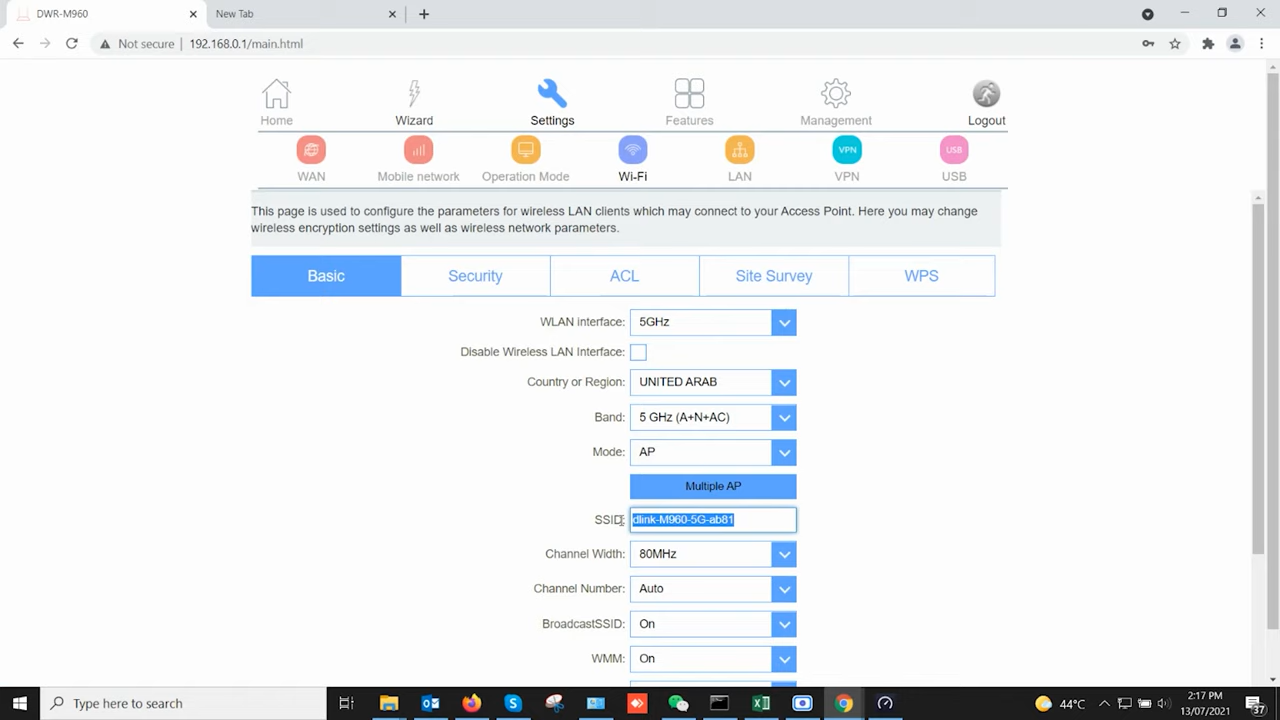 DWR-M960
New Tab
Not secure | 192.168.0.1/main.html
Home Wizard Settings Features Management Logout
VPN USB
WAN Mobile network Operation Mode Wi-Fi LAN VPN USB
This page is used to configure the parameters for wireless LAN clients which may connect to your Access Point. Here you may change
wireless encryption settings as well as wireless network parameters.
Basic Security ACL Site Survey WPS
WLAN interface: 5GHz
Disable Wireless LAN Interface:
Country or Region: UNITED ARAB
Band: 5 GHz (A+N+AC)
Mode: AP
Multiple AP
SSID: dlink-M960-5G-ab81
Channel Width: 80MHz
Channel Number: Auto
BroadcastSSID: On
WMM: On
Type here to search
44°C
2:17 PM
13/07/2021
37